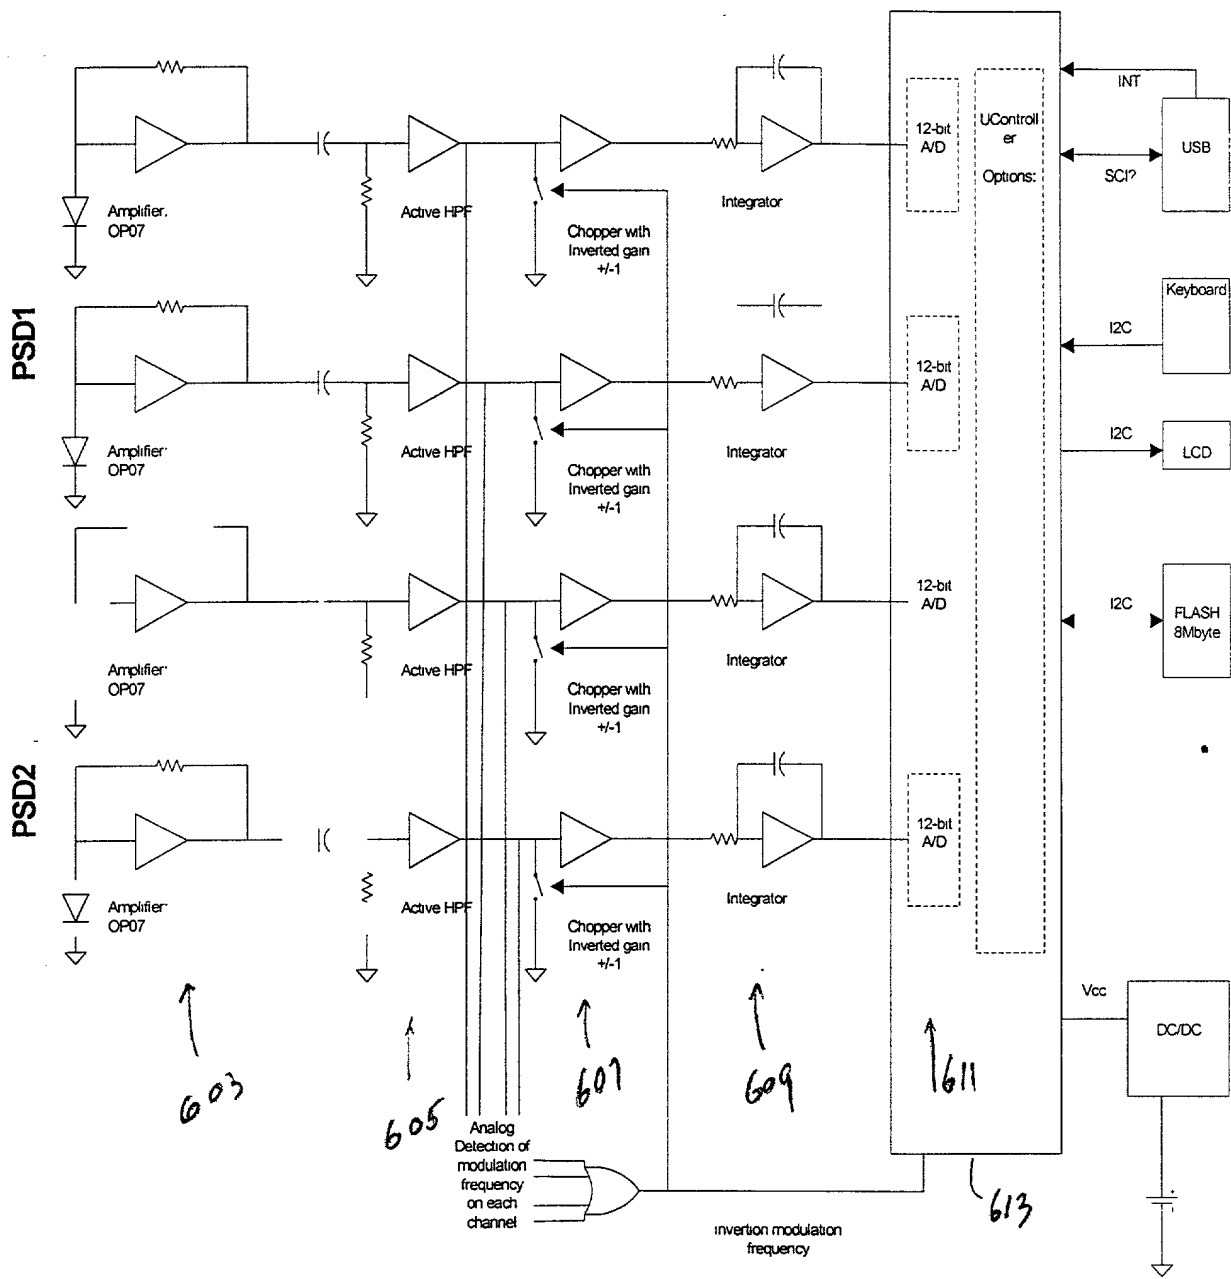 PSD1
PSD2
Amplifier.
OP07
Active HPF
Chopper with
Inverted gain
+/-1
Integrator
12-bit
A/D
Amplifier
OP07
Active HPF
Chopper with
Inverted gain
+/-1
Integrator
12-bit
A/D
Amplifier
OP07
Active HPF
Chopper with
Inverted gain
+/-1
Integrator
12-bit
A/D
Amplifier
OP07
Active HPF
Chopper with
Inverted gain
+/-1
Integrator
12-bit
A/D
UControll
er
Options:
INT
SCI?
USB
I2C
Keyboard
I2C
LCD
I2C
FLASH
8Mbyte
Vcc
DC/DC
+
-
603
605
607
609
611
613
Analog
Detection of
modulation
frequency
on each
channel
Invertion modulation
frequency